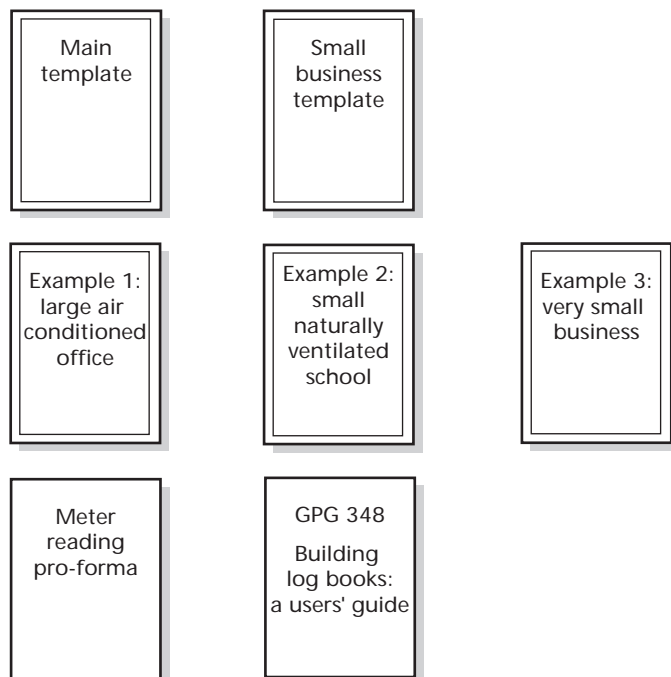 Main
template
Small
business
template
Example 1:
large air
conditioned
office
Example 2:
small
naturally
ventilated
school
Example 3:
very small
business
Meter
reading
pro-forma
GPG 348
Building
log books:
a users' guide